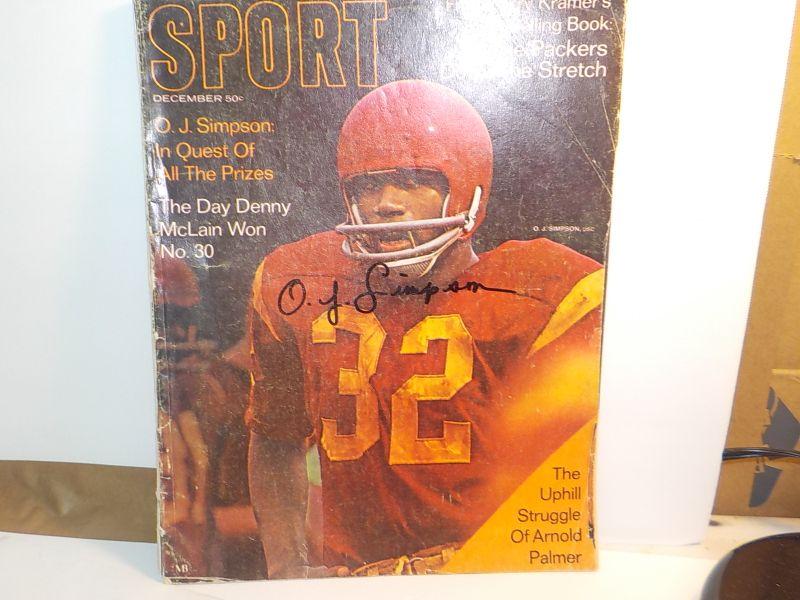 SPORT
DECEMBER 50¢
Kramer's
Book:
Packers
Stretch
O. J. Simpson:
In Quest Of
All The Prizes
The Day Denny
McLain Won
No. 30
O. J. SIMPSON, USC
O. J. Simpson
32
The
Uphill
Struggle
Of Arnold
Palmer
MB